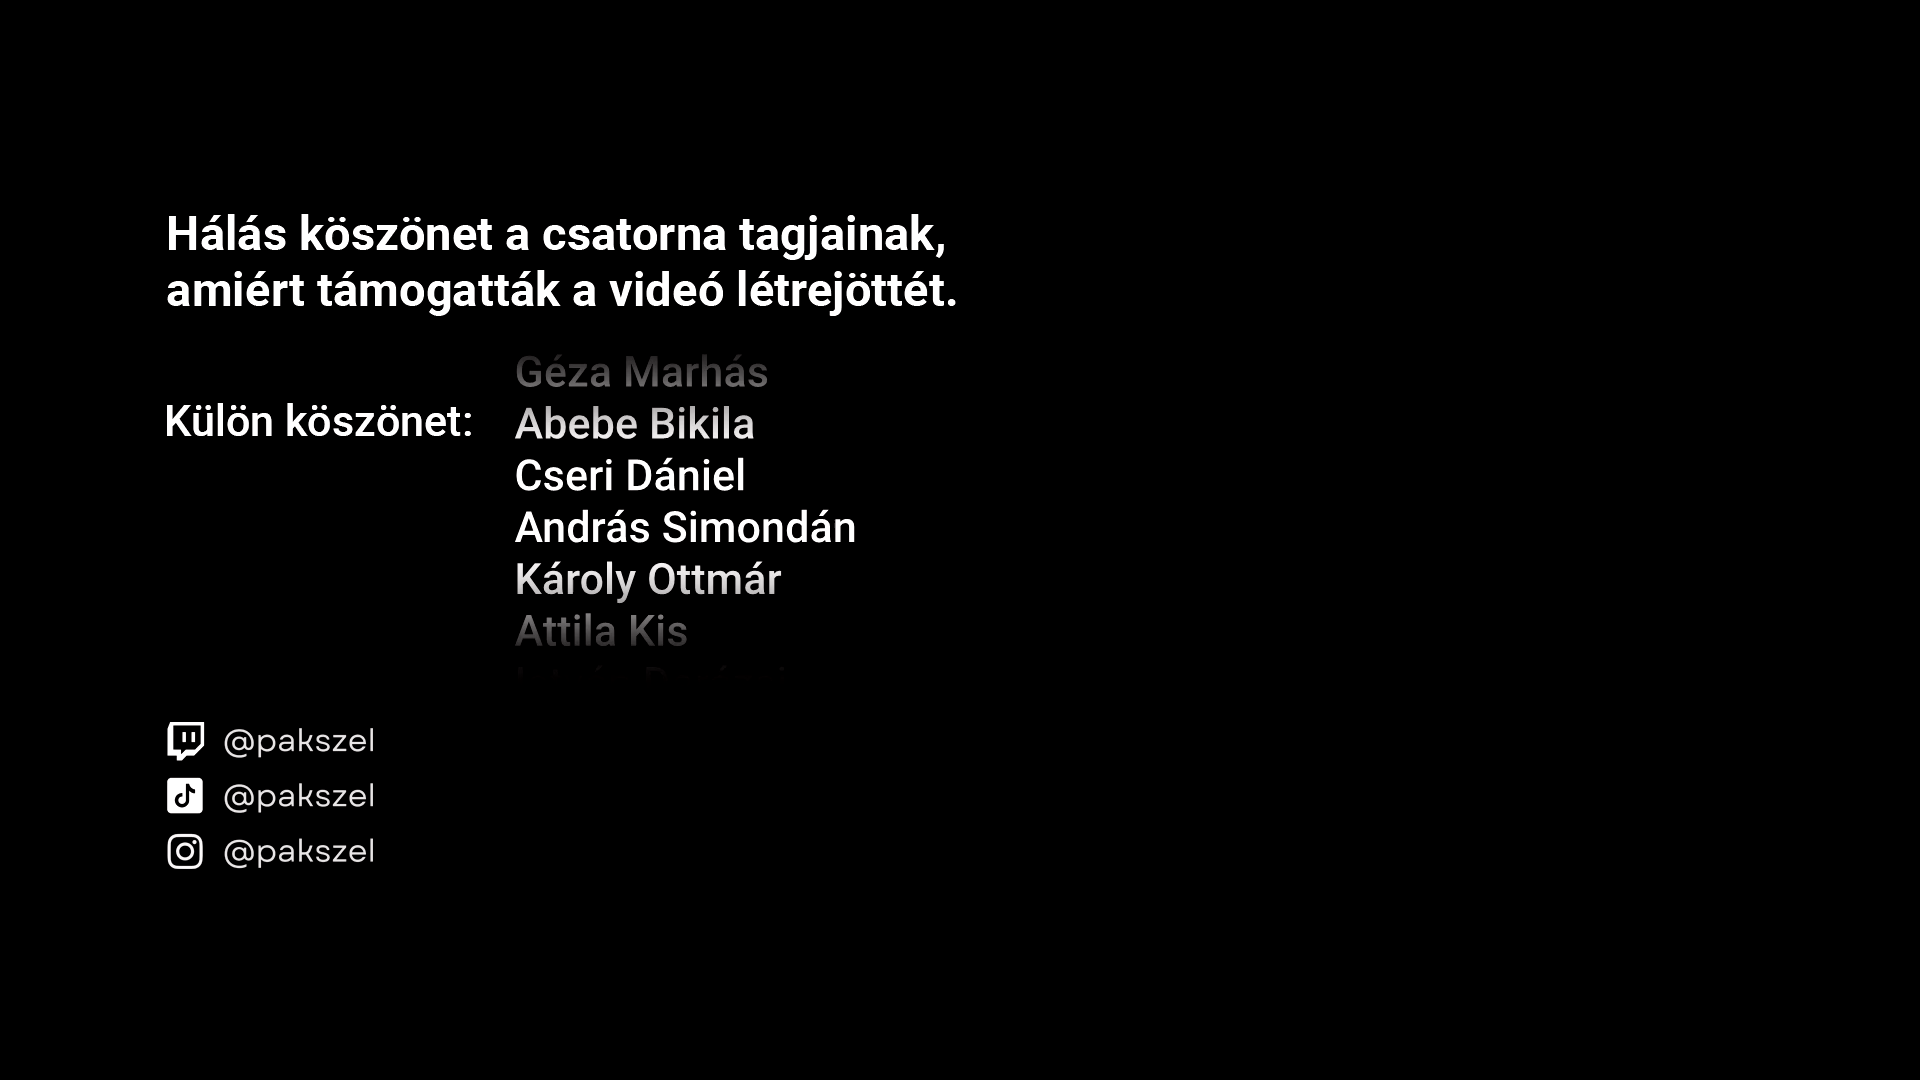 Hálás köszönet a csatorna tagjainak,
amiért támogatták a videó létrejöttét.
Külön köszönet:
Géza Marhás
Abebe Bikila
Cseri Dániel
András Simondán
Károly Ottmár
Attila Kis
@pakszel
@pakszel
@pakszel